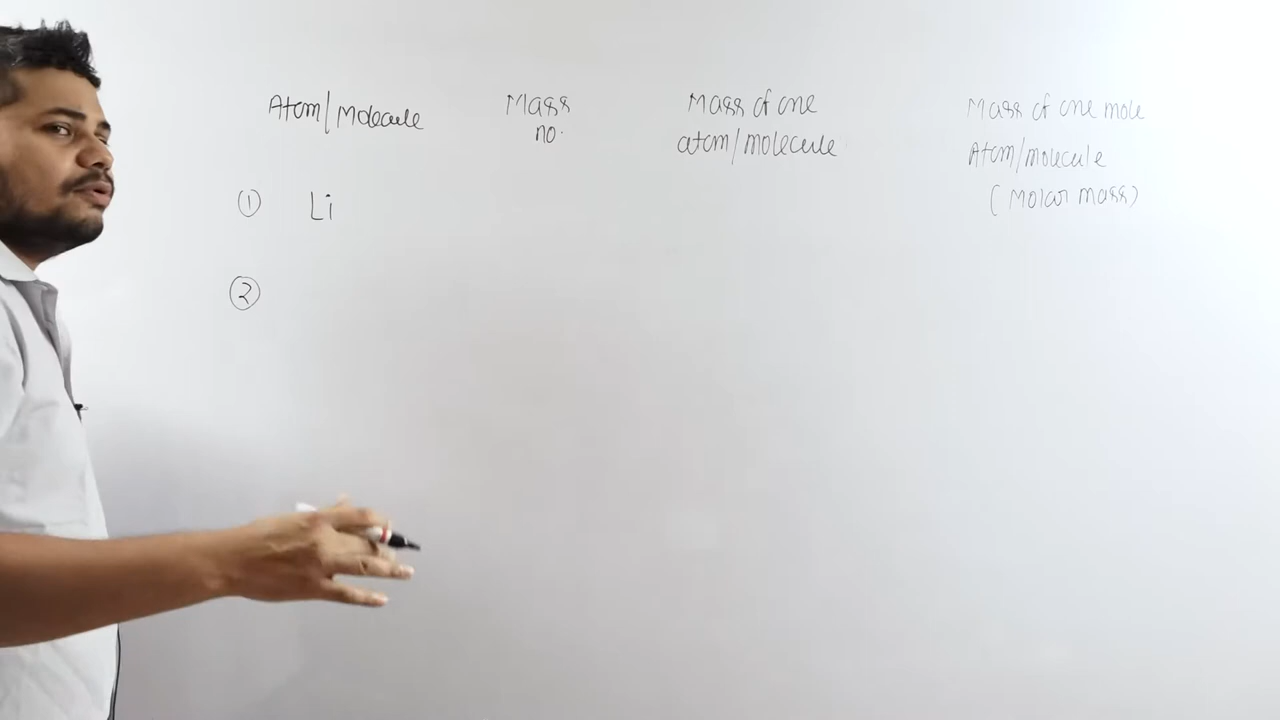 Atom/Molecule
Mass
no.
Mass of one
atom/molecule
Mass of one mole
Atom/molecule
(Molar mass)
① Li
②